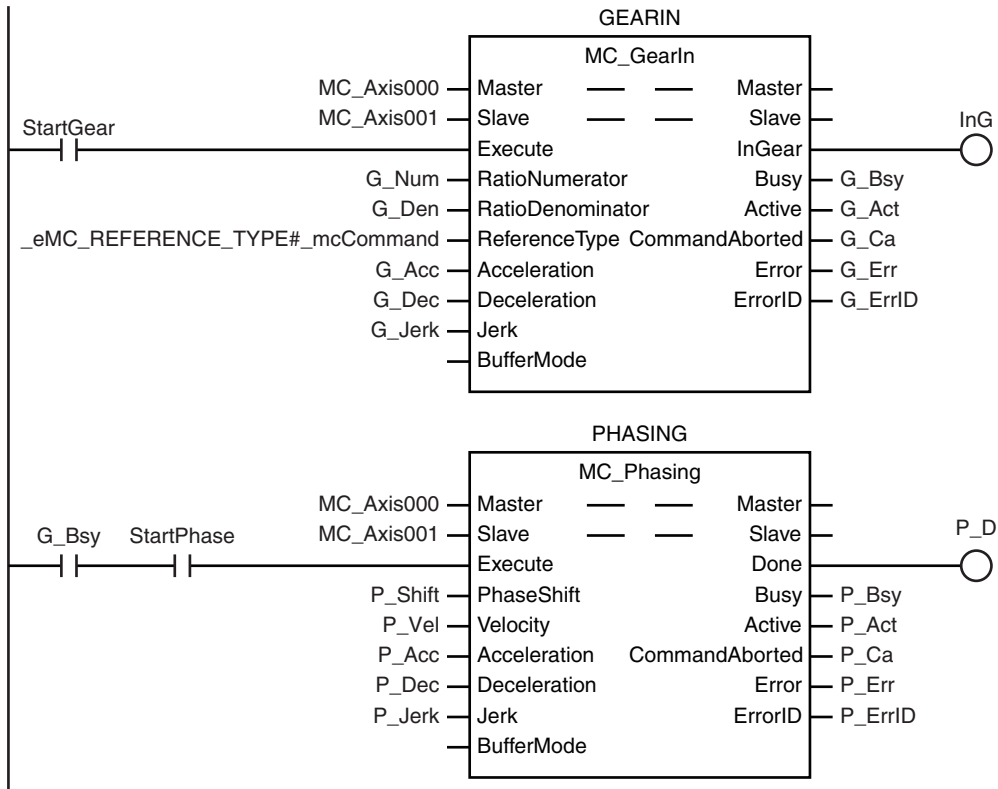 GEARIN
MC_GearIn
MC_Axis000 Master Master
MC_Axis001 Slave Slave
StartGear Execute InGear InG
G_Num RatioNumerator Busy G_Bsy
G_Den RatioDenominator Active G_Act
_eMC_REFERENCE_TYPE#_mcCommand ReferenceType CommandAborted G_Ca
G_Acc Acceleration Error G_Err
G_Dec Deceleration ErrorID G_ErrID
G_Jerk Jerk
BufferMode
PHASING
MC_Phasing
MC_Axis000 Master Master
MC_Axis001 Slave Slave
G_Bsy StartPhase Execute Done P_D
P_Shift PhaseShift Busy P_Bsy
P_Vel Velocity Active P_Act
P_Acc Acceleration CommandAborted P_Ca
P_Dec Deceleration Error P_Err
P_Jerk Jerk ErrorID P_ErrID
BufferMode